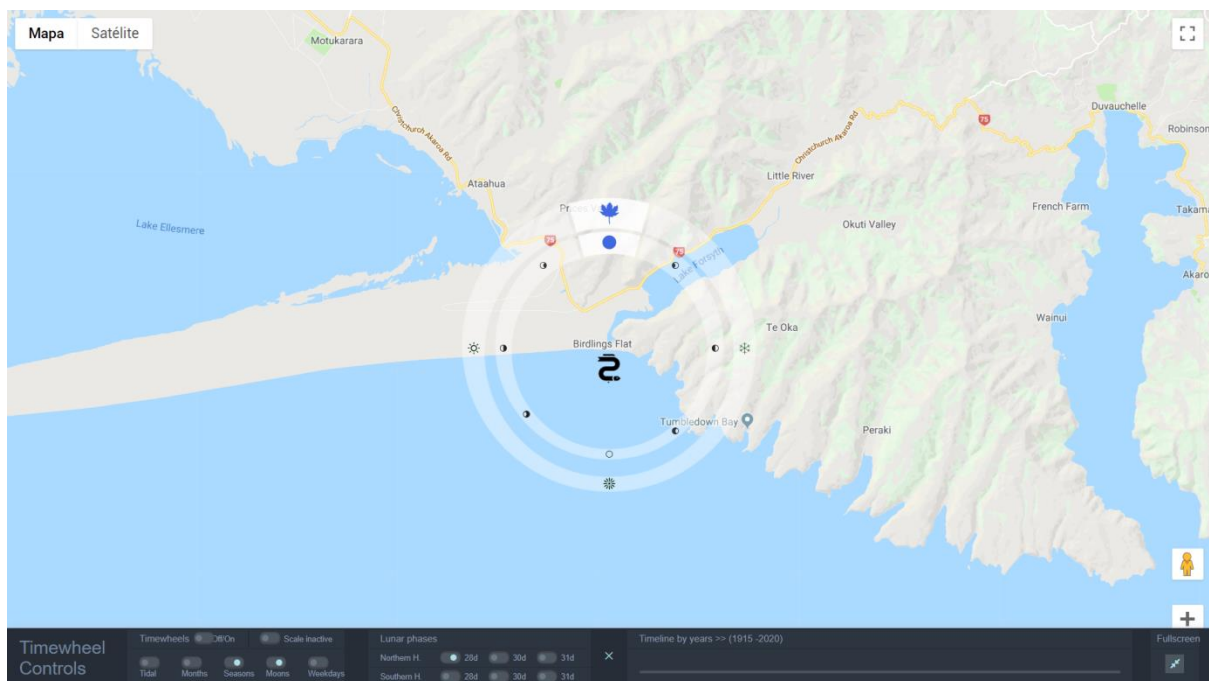 Mapa Satélite
Motukarara
Christchurch Akaroa Rd
Duvauchelle
75
Robinson
Christchurch Akaroa Rd
Little River
Ataahua
French Farm
Takama
Lake Ellesmere
Okuti Valley
75
75
Lake Forsyth
Akaro
Wainui
Te Oka
Birdlings Flat
Tumbledown Bay
Peraki
Timewheel
Controls
Timewheels Off/On Scale inactive
Tidal Months Seasons Moons Weekdays
Lunar phases
Northern H. 28d 30d 31d
Southern H. 28d 30d 31d
Timeline by years >> (1915 -2020)
Fullscreen